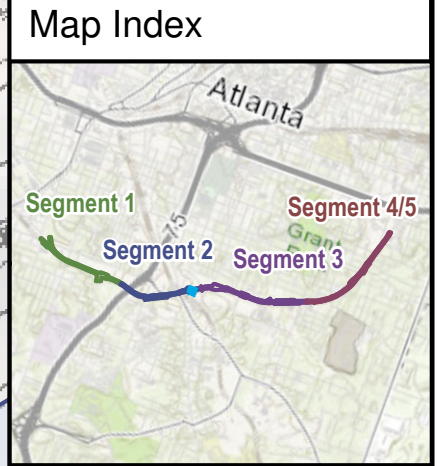 Map Index
Atlanta
75
Segment 1
Segment 4/5
Grant
Segment 2
Segment 3